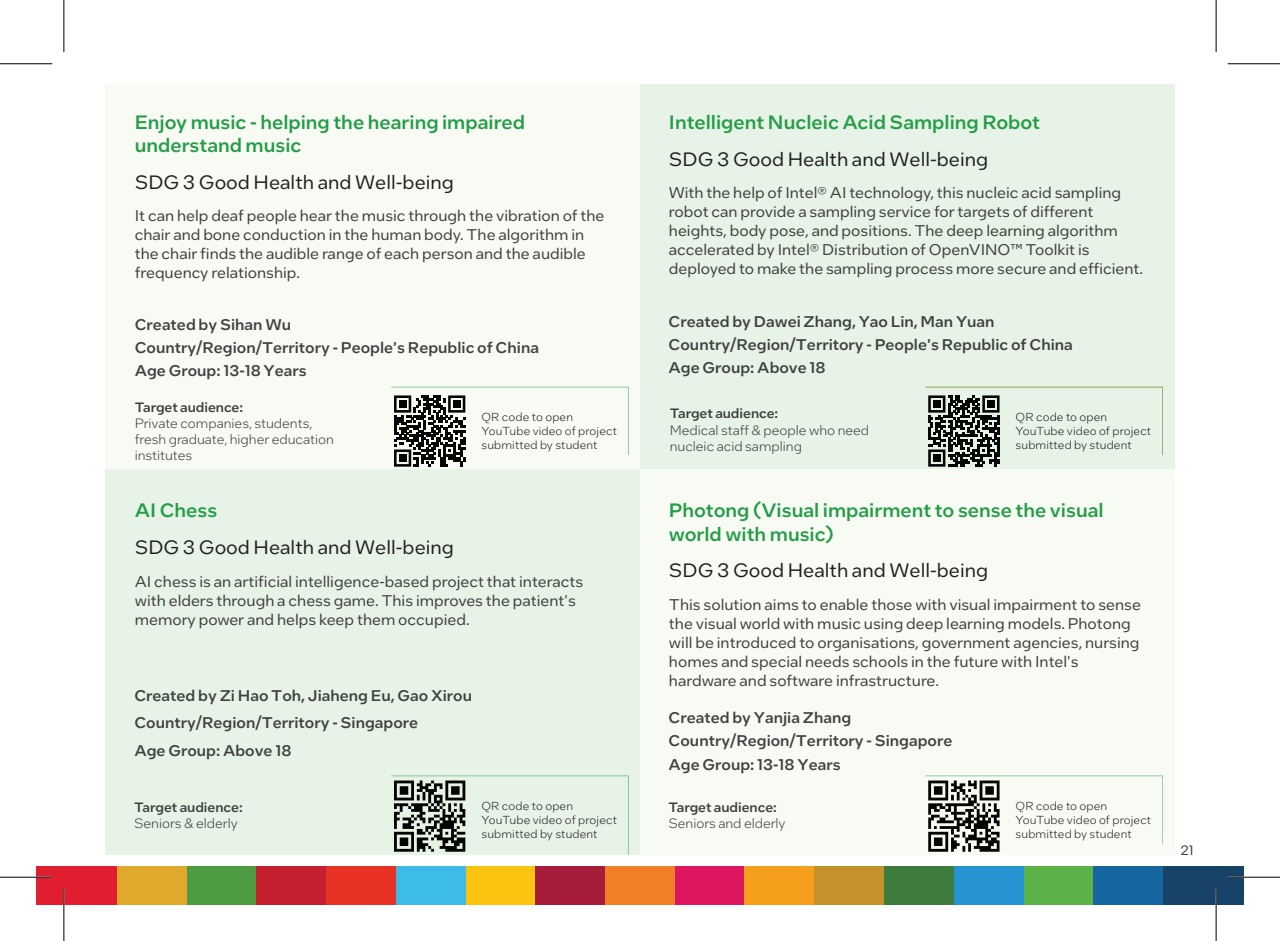 Enjoy music - helping the hearing impaired
understand music
SDG 3 Good Health and Well-being
It can help deaf people hear the music through the vibration of the
chair and bone conduction in the human body. The algorithm in
the chair finds the audible range of each person and the audible
frequency relationship.
Created by Sihan Wu
Country/Region/Territory - People's Republic of China
Age Group: 13-18 Years
Target audience:
Private companies, students,
fresh graduate, higher education
institutes
QR code to open
YouTube video of project
submitted by student
Intelligent Nucleic Acid Sampling Robot
SDG 3 Good Health and Well-being
With the help of Intel® AI technology, this nucleic acid sampling
robot can provide a sampling service for targets of different
heights, body pose, and positions. The deep learning algorithm
accelerated by Intel® Distribution of OpenVINO™ Toolkit is
deployed to make the sampling process more secure and efficient.
Created by Dawei Zhang, Yao Lin, Man Yuan
Country/Region/Territory - People's Republic of China
Age Group: Above 18
Target audience:
Medical staff & people who need
nucleic acid sampling
QR code to open
YouTube video of project
submitted by student
AI Chess
SDG 3 Good Health and Well-being
AI chess is an artificial intelligence-based project that interacts
with elders through a chess game. This improves the patient's
memory power and helps keep them occupied.
Created by Zi Hao Toh, Jiaheng Eu, Gao Xirou
Country/Region/Territory - Singapore
Age Group: Above 18
Target audience:
Seniors & elderly
QR code to open
YouTube video of project
submitted by student
Photong (Visual impairment to sense the visual
world with music)
SDG 3 Good Health and Well-being
This solution aims to enable those with visual impairment to sense
the visual world with music using deep learning models. Photong
will be introduced to organisations, government agencies, nursing
homes and special needs schools in the future with Intel's
hardware and software infrastructure.
Created by Yanjia Zhang
Country/Region/Territory - Singapore
Age Group: 13-18 Years
Target audience:
Seniors and elderly
QR code to open
YouTube video of project
submitted by student
21